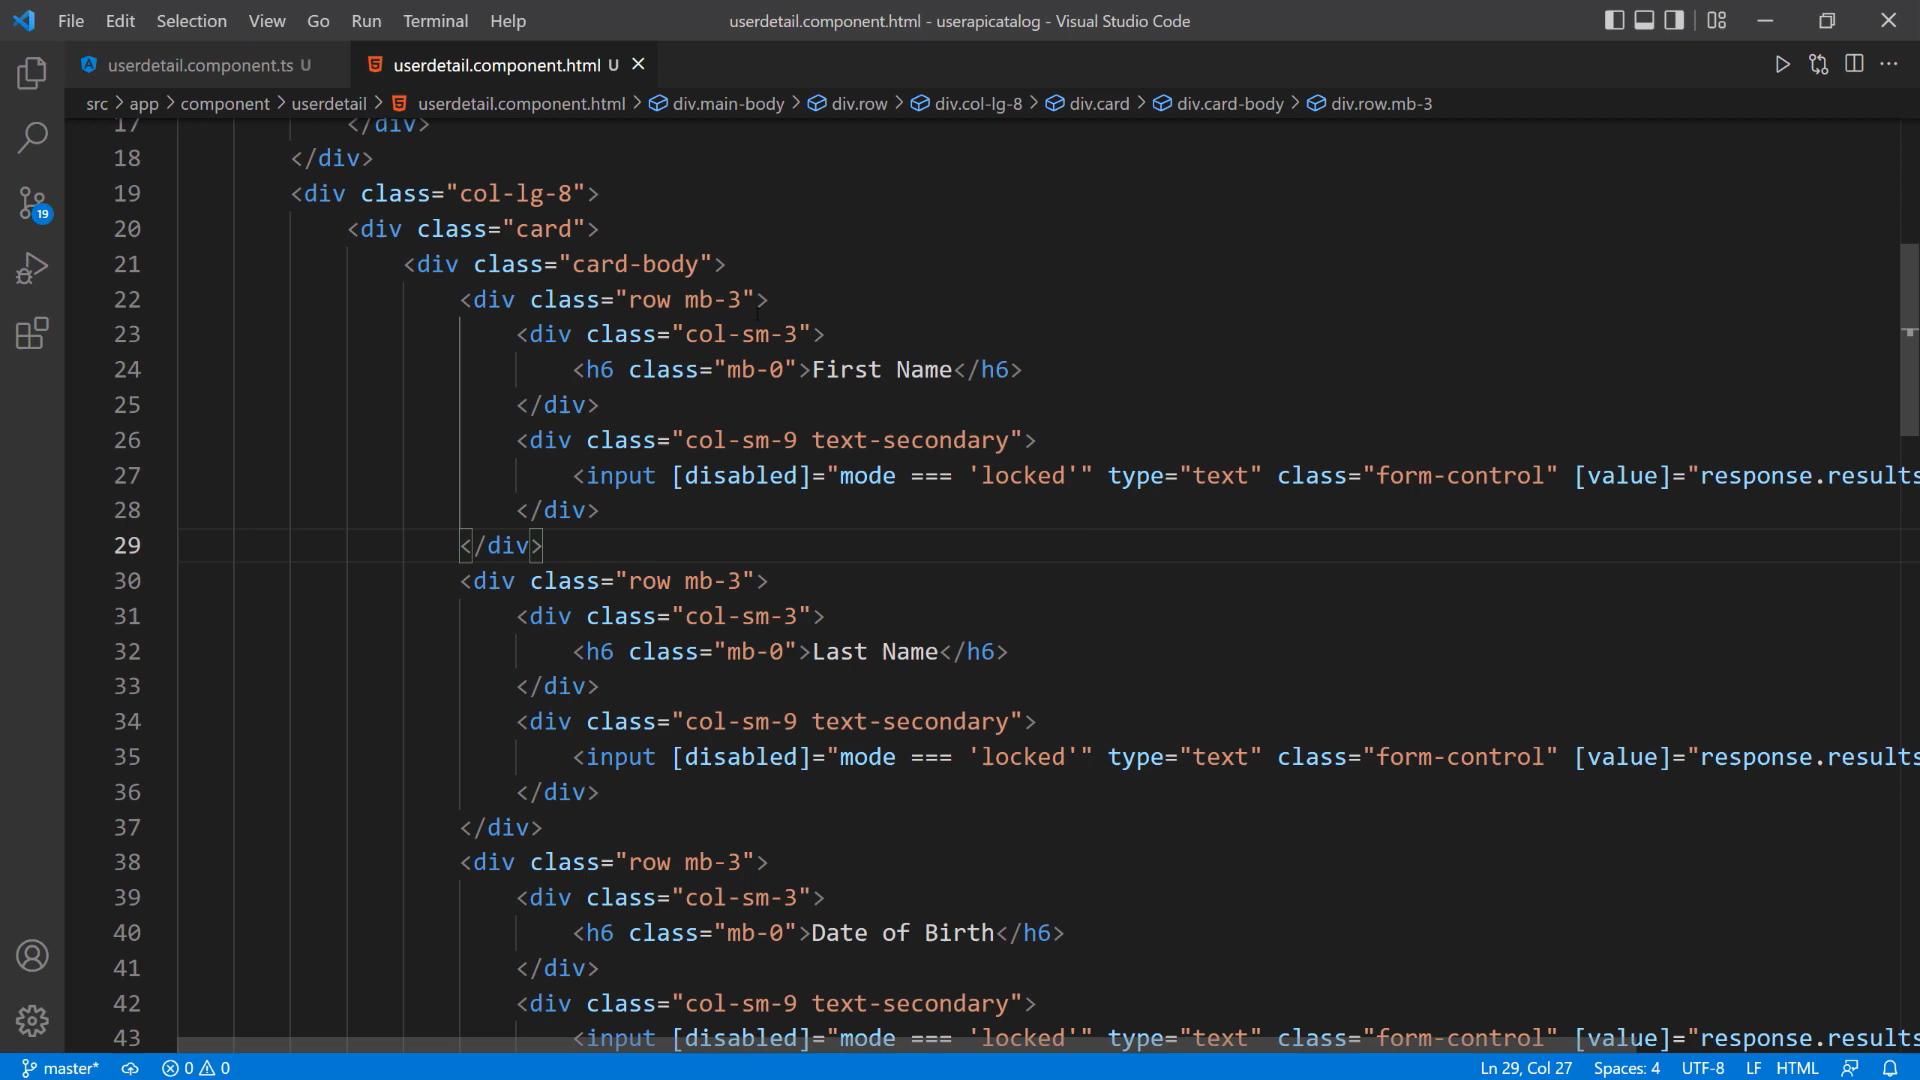 File Edit Selection View Go Run Terminal Help userdetail.component.html - userapicatalog - Visual Studio Code
userdetail.component.ts U userdetail.component.html U
src > app > component > userdetail > userdetail.component.html > div.main-body > div.row > div.col-lg-8 > div.card > div.card-body > div.row.mb-3
17 </div>
18 </div>
19 <div class="col-lg-8">
20 <div class="card">
21 <div class="card-body">
22 <div class="row mb-3">
23 <div class="col-sm-3">
24 <h6 class="mb-0">First Name</h6>
25 </div>
26 <div class="col-sm-9 text-secondary">
27 <input [disabled]="mode === 'locked'" type="text" class="form-control" [value]="response.results
28 </div>
29 </div>
30 <div class="row mb-3">
31 <div class="col-sm-3">
32 <h6 class="mb-0">Last Name</h6>
33 </div>
34 <div class="col-sm-9 text-secondary">
35 <input [disabled]="mode === 'locked'" type="text" class="form-control" [value]="response.results
36 </div>
37 </div>
38 <div class="row mb-3">
39 <div class="col-sm-3">
40 <h6 class="mb-0">Date of Birth</h6>
41 </div>
42 <div class="col-sm-9 text-secondary">
43 <input [disabled]="mode === 'locked'" type="text" class="form-control" [value]="response.results
19
master* 0 0 Ln 29, Col 27 Spaces: 4 UTF-8 LF HTML